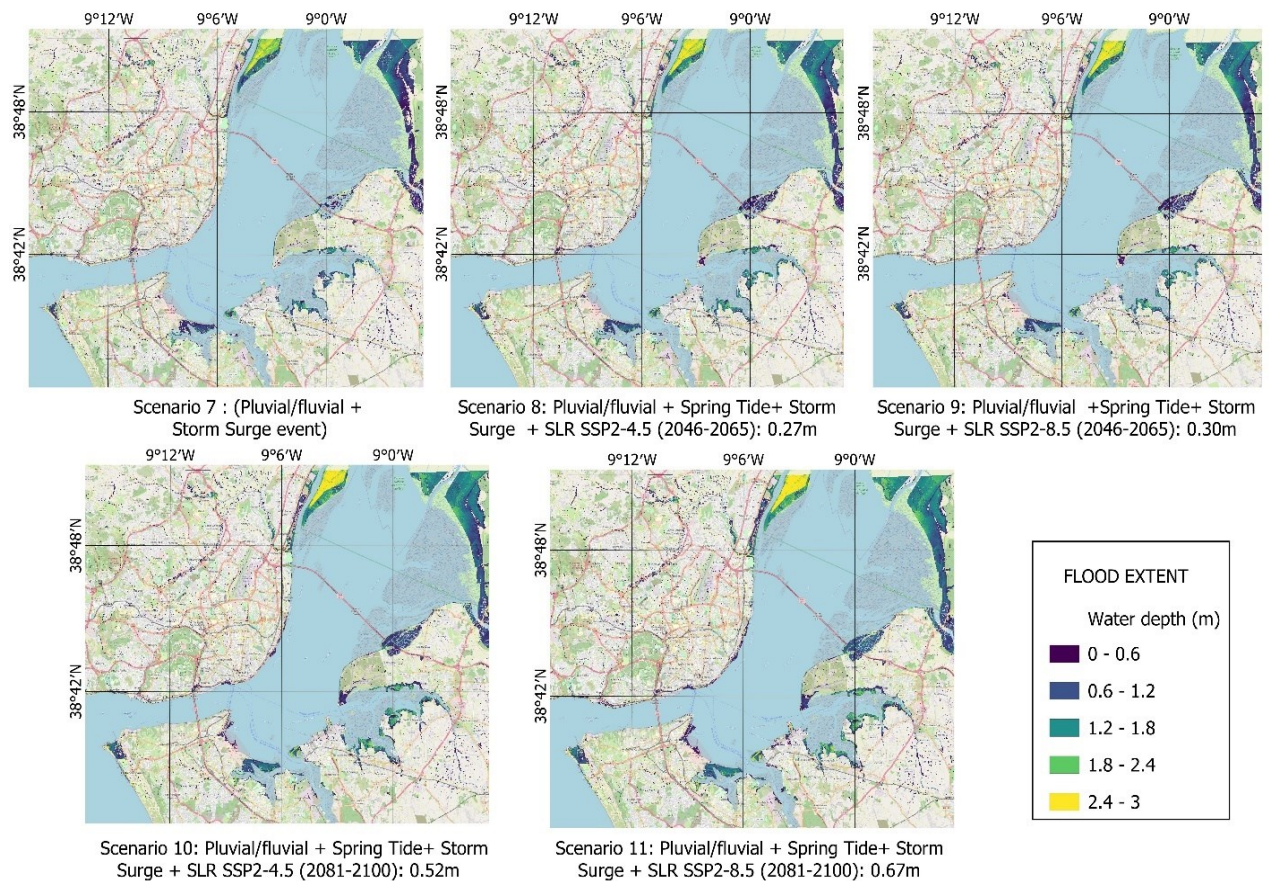 9°12'W 9°6'W 9°0'W
9°12'W 9°6'W 9°0'W
9°12'W 9°6'W 9°0'W
38°48'N
38°42'N
38°48'N
38°42'N
38°48'N
38°42'N
Scenario 7 : (Pluvial/fluvial +
Storm Surge event)
Scenario 8: Pluvial/fluvial + Spring Tide+ Storm
Surge + SLR SSP2-4.5 (2046-2065): 0.27m
Scenario 9: Pluvial/fluvial +Spring Tide+ Storm
Surge + SLR SSP2-8.5 (2046-2065): 0.30m
9°12'W 9°6'W 9°0'W
9°12'W 9°6'W 9°0'W
38°48'N
38°42'N
38°48'N
38°42'N
Scenario 10: Pluvial/fluvial + Spring Tide+ Storm
Surge + SLR SSP2-4.5 (2081-2100): 0.52m
Scenario 11: Pluvial/fluvial + Spring Tide+ Storm
Surge + SLR SSP2-8.5 (2081-2100): 0.67m
FLOOD EXTENT
Water depth (m)
0 - 0.6
0.6 - 1.2
1.2 - 1.8
1.8 - 2.4
2.4 - 3